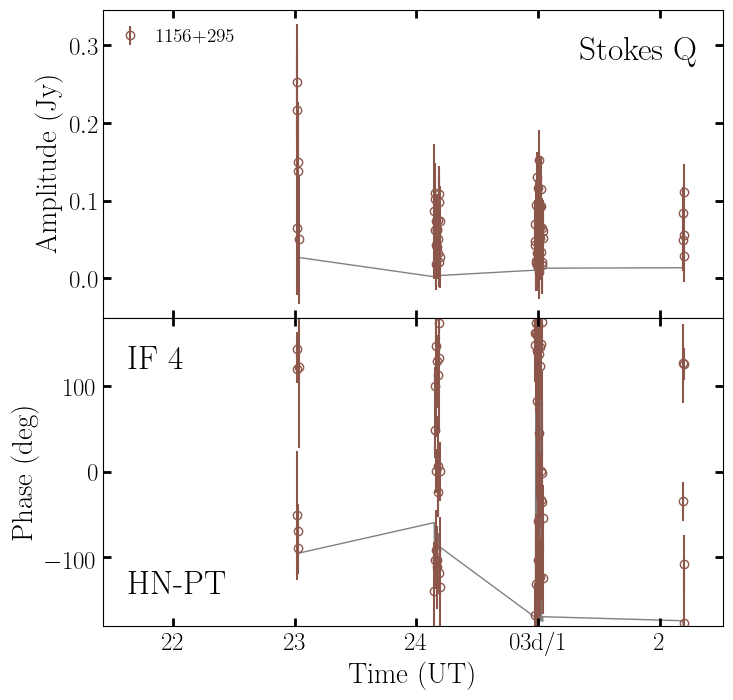 1156+295
Stokes Q
0.3
0.2
0.1
0.0
Amplitude (Jy)
IF 4
100
0
−100
Phase (deg)
HN-PT
22 23 24 03d/1 2
Time (UT)